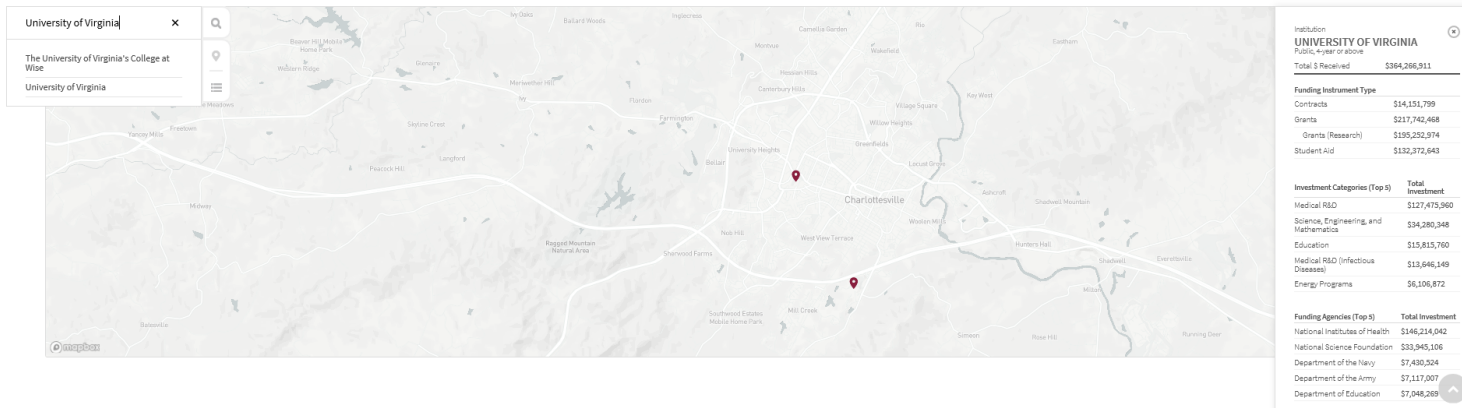 University of Virginia
The University of Virginia's College at
Wise
University of Virginia
Ivy Oaks
Ballard Woods
Inglecress
Camellia Garden
Rio
Beaver Hill Mobile
Home Park
Montvue
Wakefield
Eastham
Western Ridge
Glenaire
Hessian Hills
Meriwether Hill
Canterbury Hills
Key West
Ivy
Flordon
Village Square
Meadows
Farmington
Willow Heights
Freetown
Skyline Crest
Yancey Mills
Greenfields
University Heights
Langford
Bellair
Locust Grove
Peacock Hill
Ashcroft
Charlottesville
Shadwell Mountain
Midway
Woolen Mills
Nob Hill
West View Terrace
Ragged Mountain
Natural Area
Hunters Hall
Sherwood Farms
Shadwell
Everettsville
Milton
Mill Creek
Southwood Estates
Mobile Home Park
Batesville
Simeon
Rose Hill
Running Deer
mapbox
Institution
UNIVERSITY OF VIRGINIA
Public, 4-year or above
Total $ Received $364,266,911
Funding Instrument Type
Contracts $14,151,799
Grants $217,742,468
Grants (Research) $195,252,974
Student Aid $132,372,643
Investment Categories (Top 5) Total
Investment
Medical R&D $127,475,960
Science, Engineering, and
Mathematics $34,280,348
Education $15,815,760
Medical R&D (Infectious
Diseases) $13,646,149
Energy Programs $6,106,872
Funding Agencies (Top 5) Total Investment
National Institutes of Health $146,214,042
National Science Foundation $33,945,106
Department of the Navy $7,430,524
Department of the Army $7,117,007
Department of Education $7,048,269